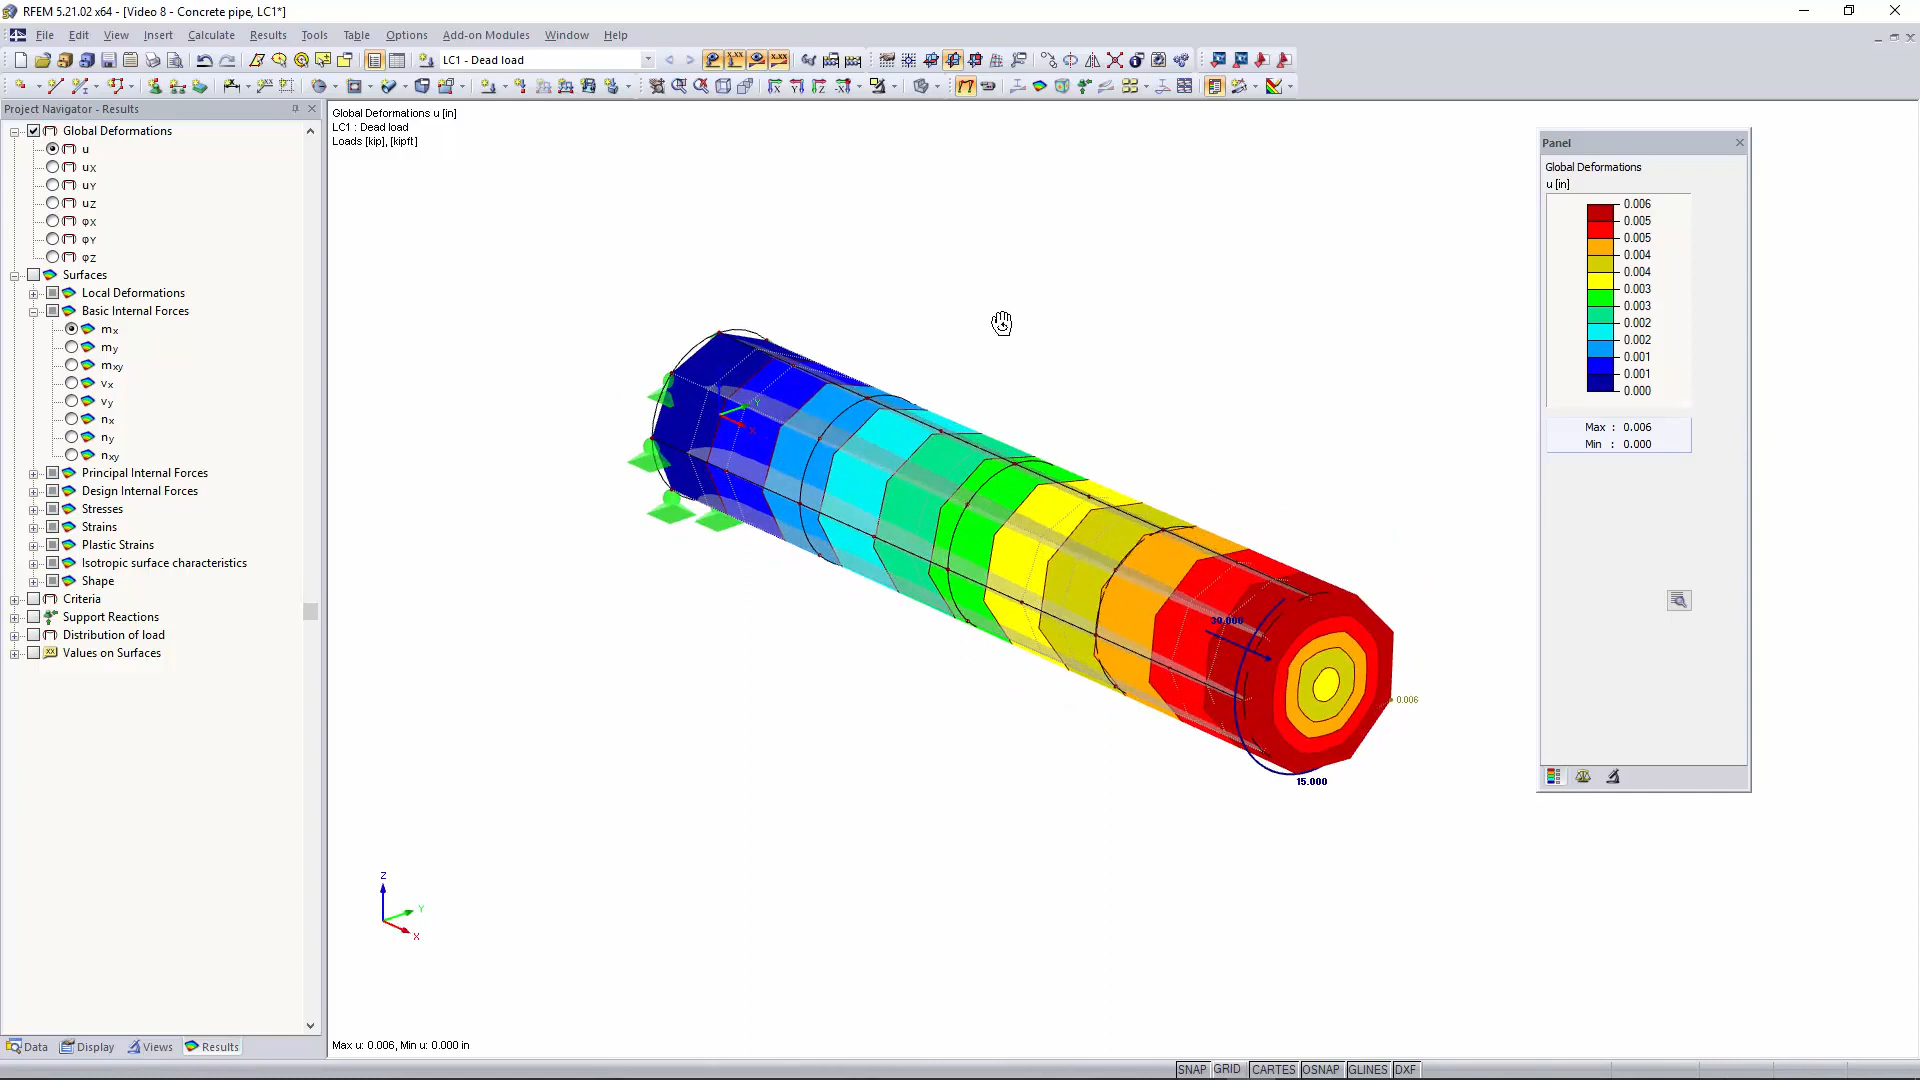 RFEM 5.21.02 x64 - [Video 8 - Concrete pipe, LC1*]
File Edit View Insert Calculate Results Tools Table Options Add-on Modules Window Help
LC1 - Dead load
Project Navigator - Results
Global Deformations
u
uX
uY
uZ
φX
φY
φZ
Surfaces
Local Deformations
Basic Internal Forces
mx
my
mxy
vx
vy
nx
ny
nxy
Principal Internal Forces
Design Internal Forces
Stresses
Strains
Plastic Strains
Isotropic surface characteristics
Shape
Criteria
Support Reactions
Distribution of load
Values on Surfaces
Data Display Views Results
Global Deformations u [in]
LC1 : Dead load
Loads [kip], [kipft]
Y
X
30.000
0.006
15.000
Z
Y
X
Max u: 0.006, Min u: 0.000 in
Panel
Global Deformations
u [in]
0.006
0.005
0.005
0.004
0.004
0.003
0.003
0.002
0.002
0.001
0.001
0.000
Max : 0.006
Min : 0.000
SNAP GRID CARTES OSNAP GLINES DXF